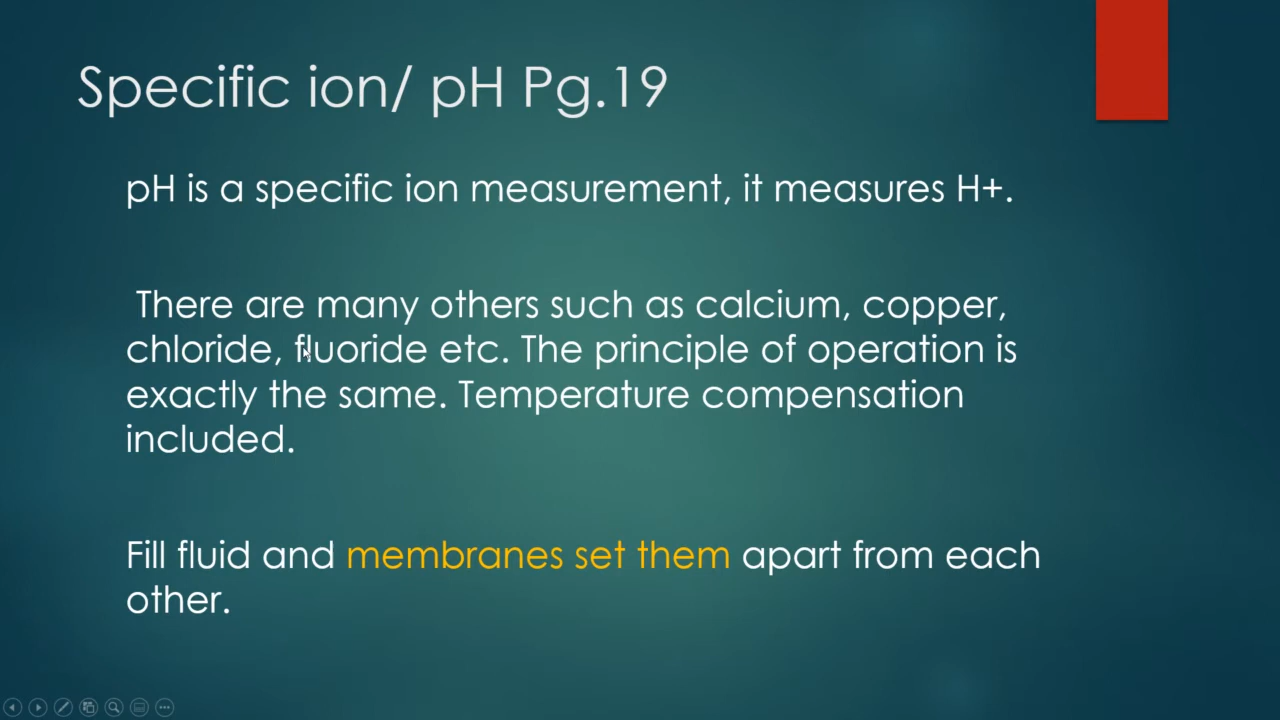 Specific ion/ pH Pg.19
pH is a specific ion measurement, it measures H+.
There are many others such as calcium, copper,
chloride, fluoride etc. The principle of operation is
exactly the same. Temperature compensation
included.
Fill fluid and membranes set them apart from each
other.